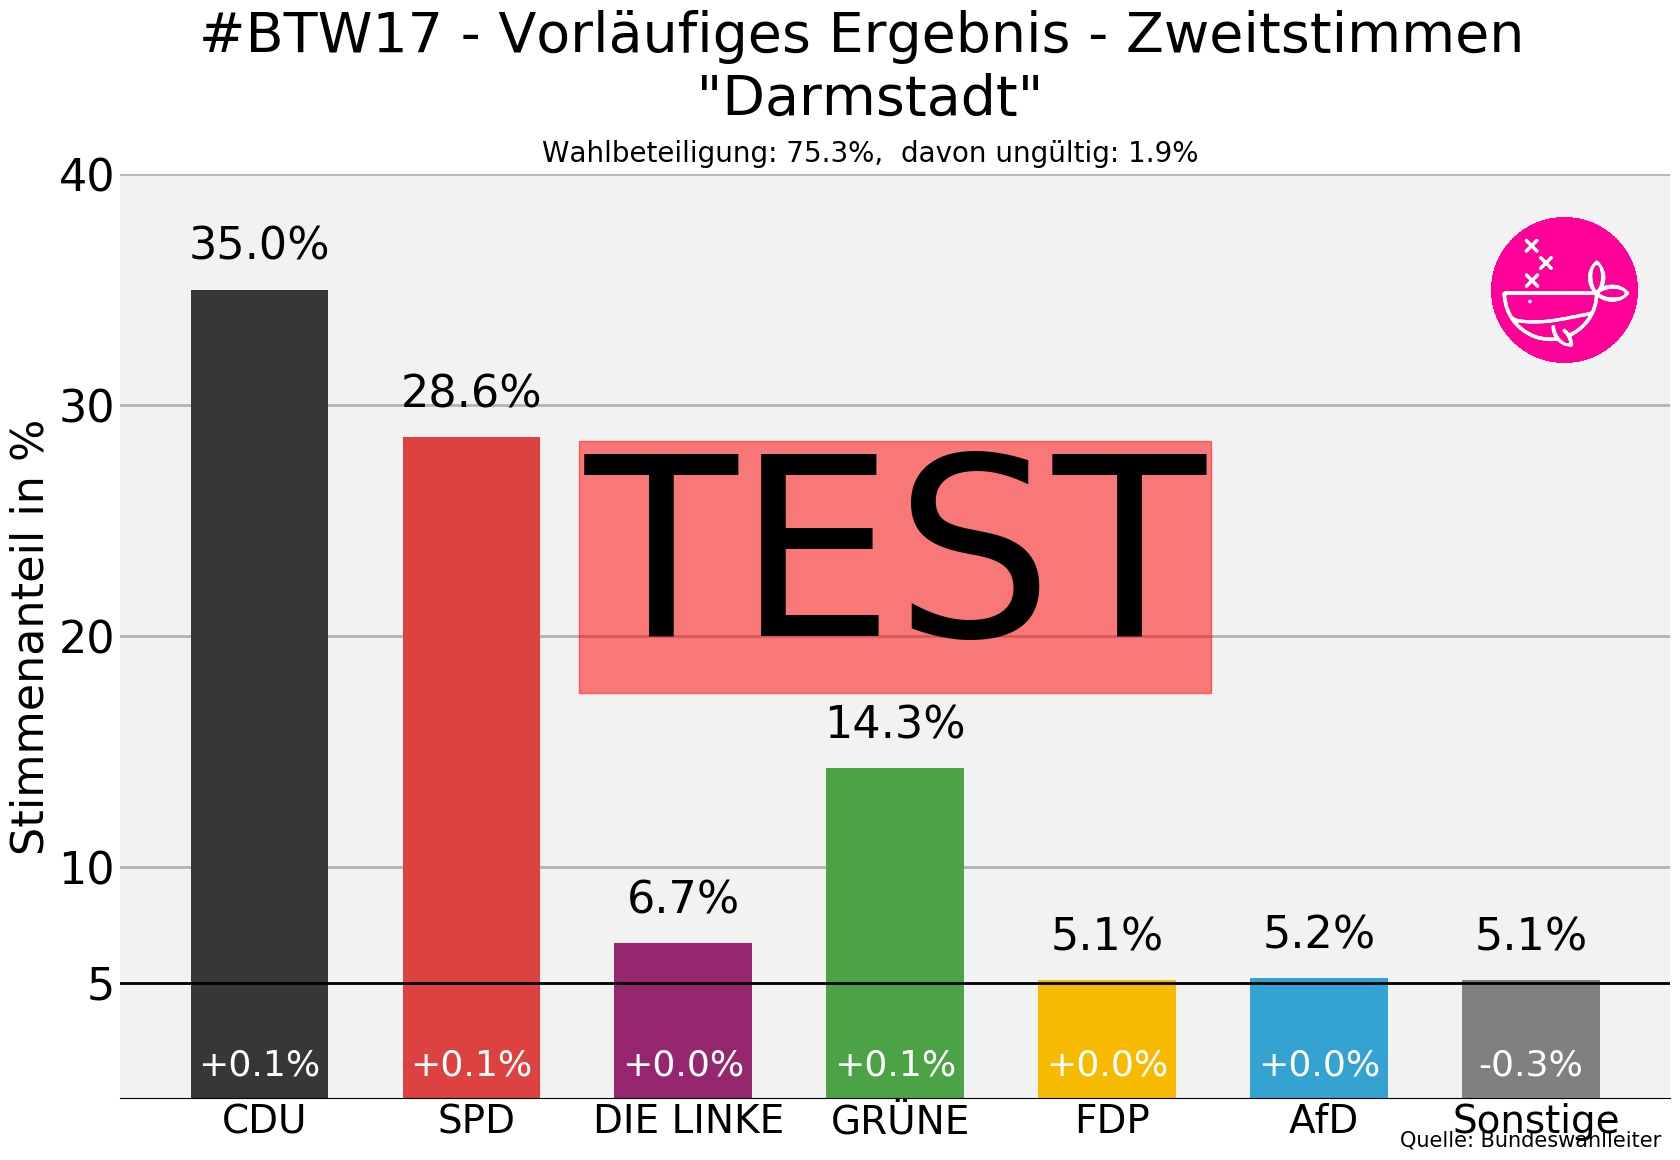 #BTW17 - Vorläufiges Ergebnis - Zweitstimmen
"Darmstadt"
Wahlbeteiligung: 75.3%,  davon ungültig: 1.9%
Stimmenanteil in %
40
30
20
10
5
35.0%
28.6%
TEST
14.3%
6.7%
5.1%
5.2%
5.1%
+0.1%
+0.1%
+0.0%
+0.1%
+0.0%
+0.0%
-0.3%
CDU
SPD
DIE LINKE
GRÜNE
FDP
AfD
Sonstige
Quelle: Bundeswahlleiter